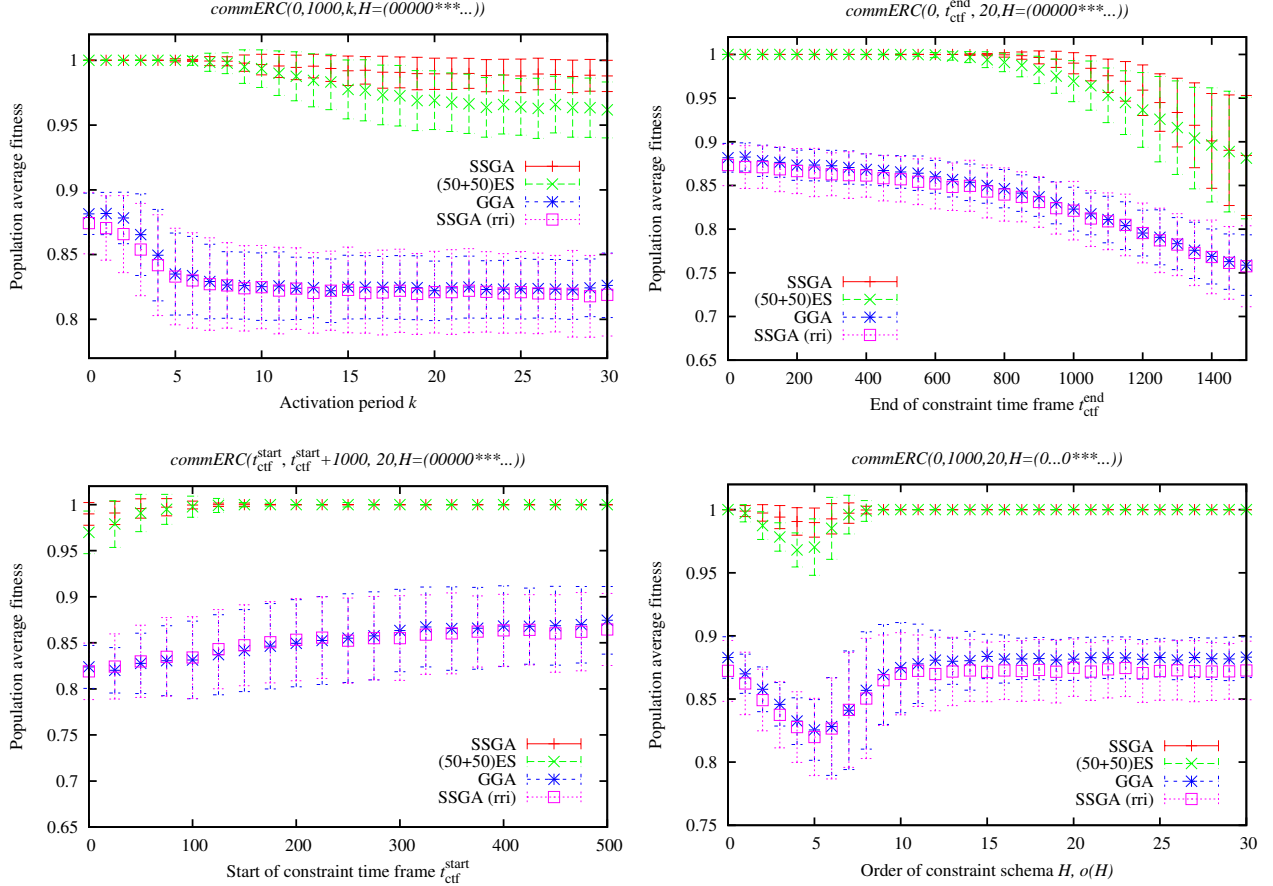 commERC(0,1000,k,H=(00000***...))
1
0.95
0.9
0.85
0.8
Population average fitness
SSGA
(50+50)ES
GGA
SSGA (rri)
0 5 10 15 20 25 30
Activation period k
commERC(0, t_ctf^end, 20,H=(00000***...))
1
0.95
0.9
0.85
0.8
0.75
0.7
0.65
Population average fitness
SSGA
(50+50)ES
GGA
SSGA (rri)
0 200 400 600 800 1000 1200 1400
End of constraint time frame t_ctf^end
commERC(t_ctf^start, t_ctf^start+1000, 20,H=(00000***...))
1
0.95
0.9
0.85
0.8
0.75
0.7
0.65
Population average fitness
SSGA
(50+50)ES
GGA
SSGA (rri)
0 100 200 300 400 500
Start of constraint time frame t_ctf^start
commERC(0,1000,20,H=(0...0***...))
1
0.95
0.9
0.85
0.8
0.75
Population average fitness
SSGA
(50+50)ES
GGA
SSGA (rri)
0 5 10 15 20 25 30
Order of constraint schema H, o(H)